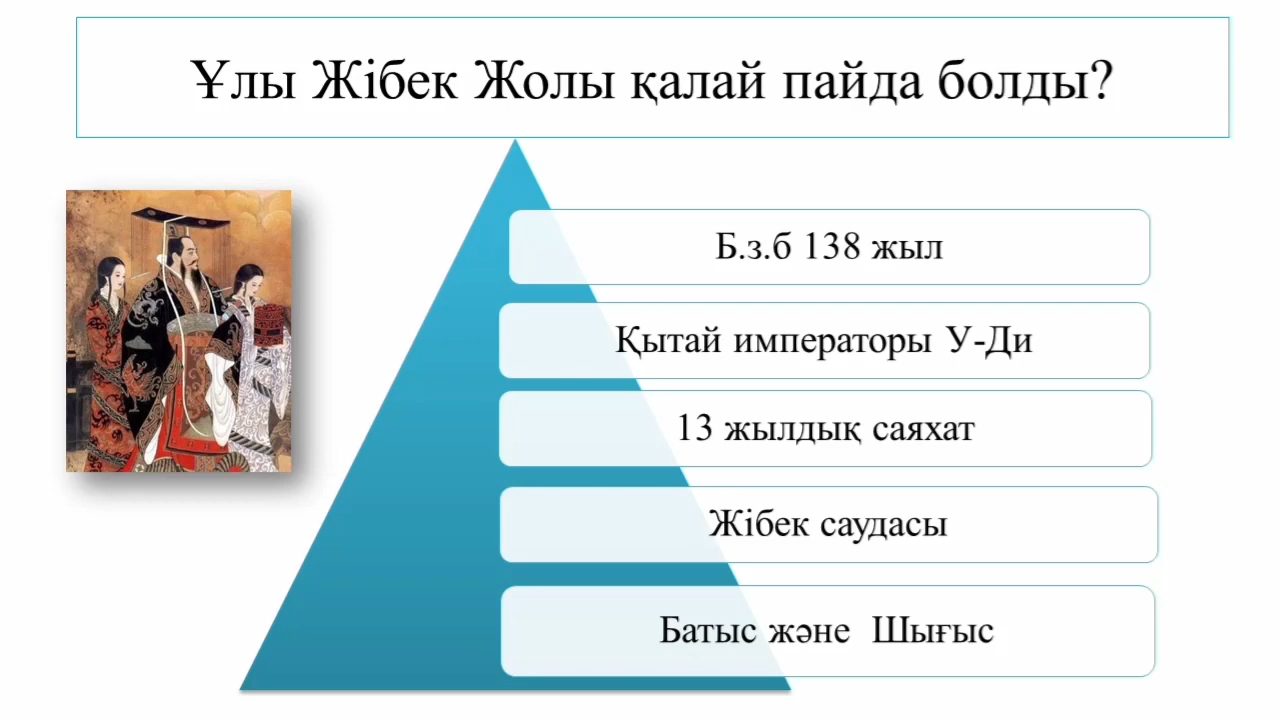 Ұлы Жібек Жолы қалай пайда болды?
Б.з.б 138 жыл
Қытай императоры У-Ди
13 жылдық саяхат
Жібек саудасы
Батыс және Шығыс